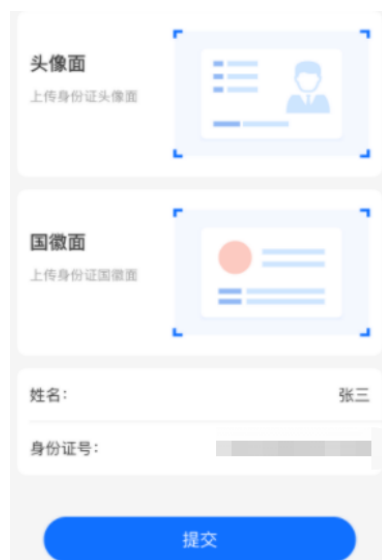 头像面
上传身份证头像面
国徽面
上传身份证国徽面
姓名：
张三
身份证号：
提交